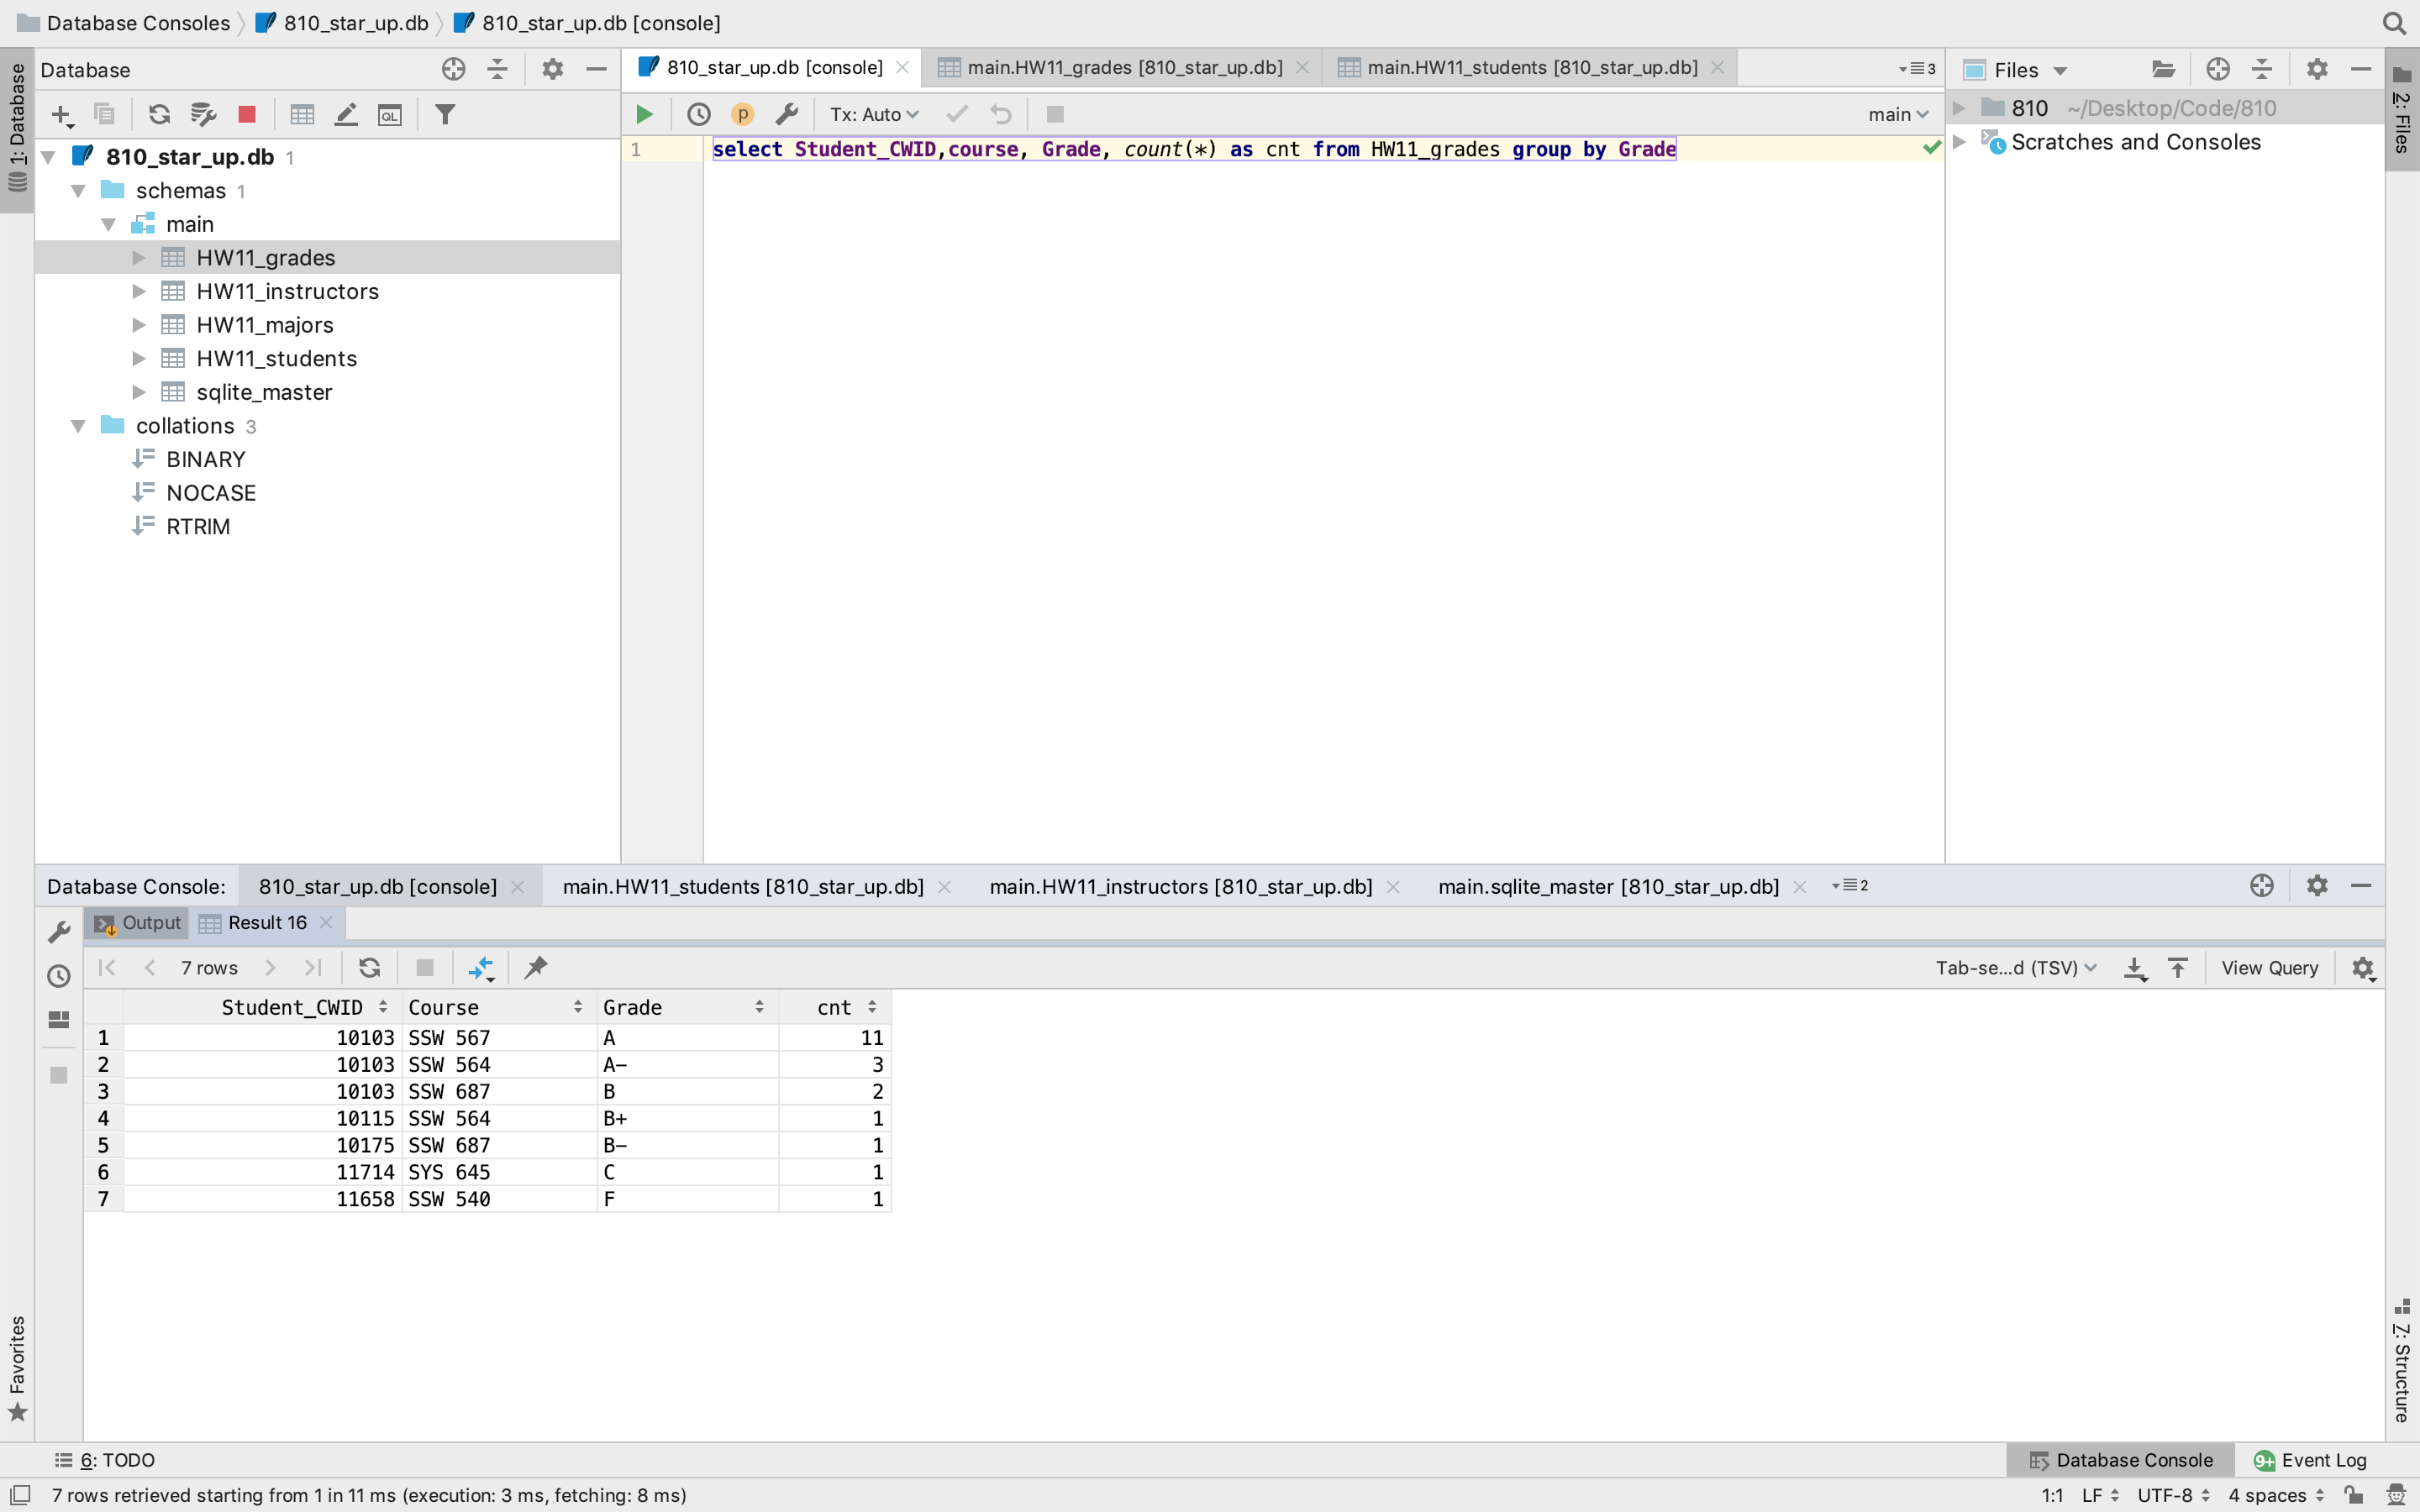 Database Consoles 810_star_up.db 810_star_up.db [console]
1: Database
Database
810_star_up.db 1
schemas 1
main
HW11_grades
HW11_instructors
HW11_majors
HW11_students
sqlite_master
collations 3
BINARY
NOCASE
RTRIM
810_star_up.db [console] main.HW11_grades [810_star_up.db] main.HW11_students [810_star_up.db] 3
p Tx: Auto main
1 select Student_CWID,course, Grade, count(*) as cnt from HW11_grades group by Grade
Files
810 ~/Desktop/Code/810
Scratches and Consoles
2: Files
Database Console: 810_star_up.db [console] main.HW11_students [810_star_up.db] main.HW11_instructors [810_star_up.db] main.sqlite_master [810_star_up.db] 2
Output Result 16
7 rows Tab-se...d (TSV) View Query
Student_CWID Course Grade cnt
1 10103 SSW 567 A 11
2 10103 SSW 564 A- 3
3 10103 SSW 687 B 2
4 10115 SSW 564 B+ 1
5 10175 SSW 687 B- 1
6 11714 SYS 645 C 1
7 11658 SSW 540 F 1
Favorites
7: Structure
6: TODO Database Console 9+ Event Log
7 rows retrieved starting from 1 in 11 ms (execution: 3 ms, fetching: 8 ms) 1:1 LF UTF-8 4 spaces
QL